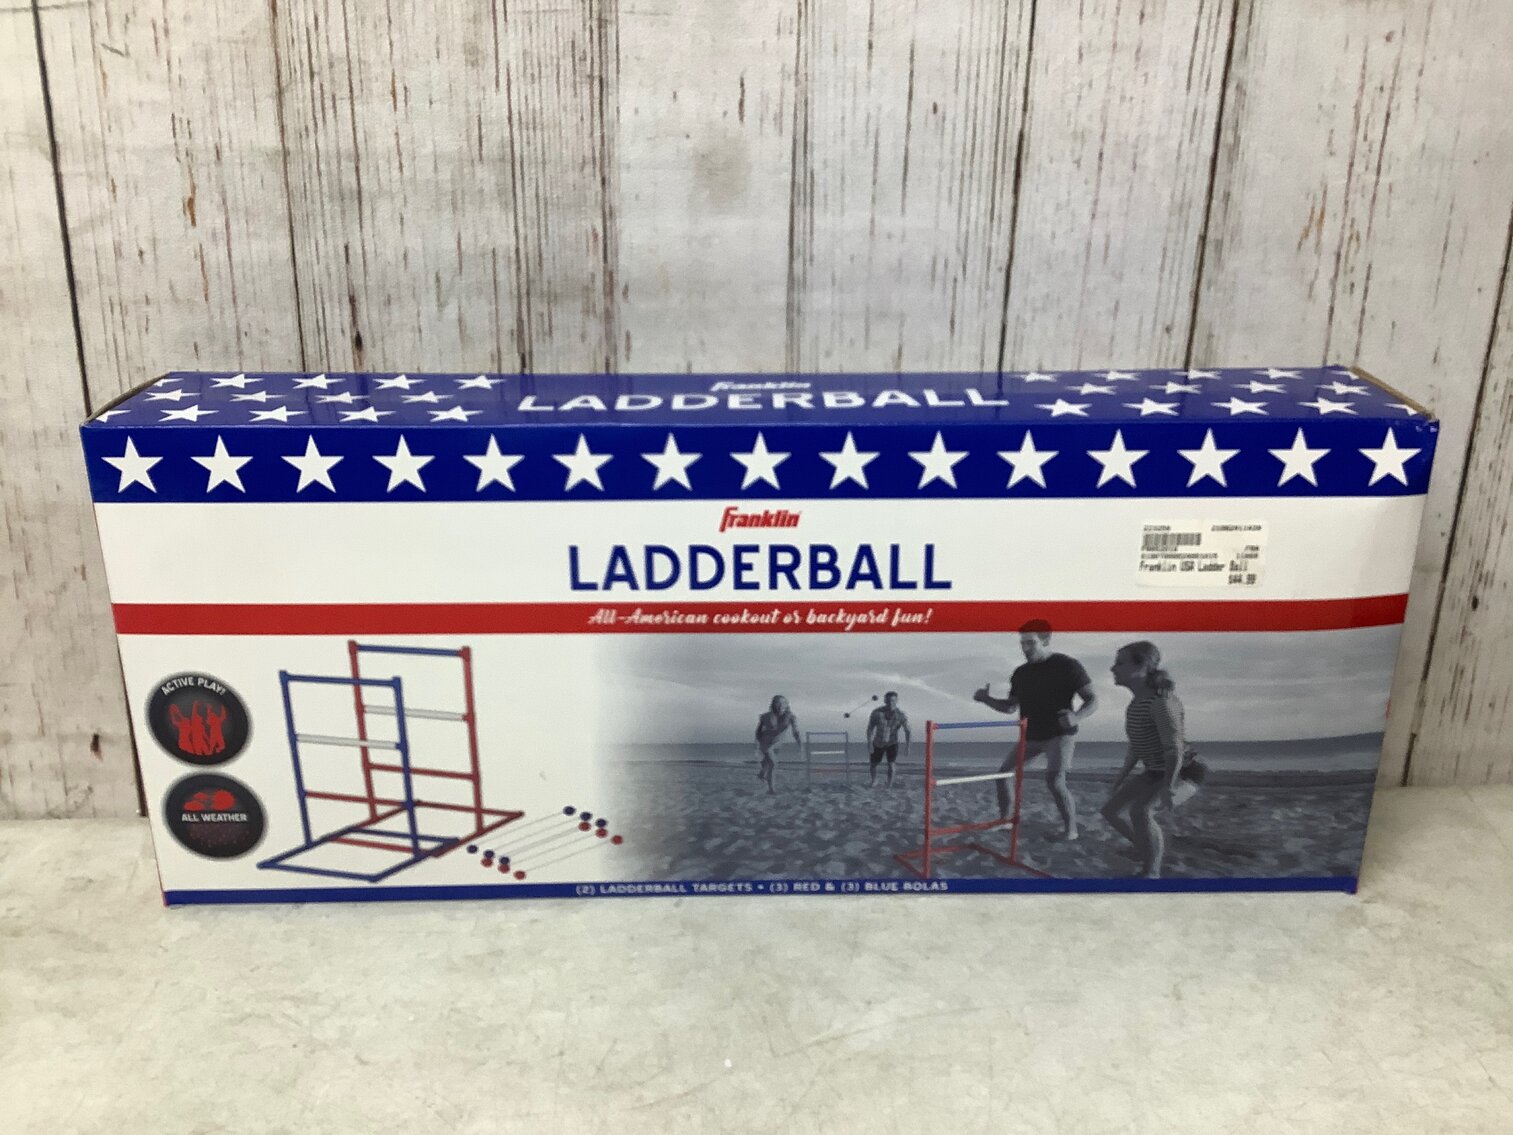 Franklin
LADDERBALL
Franklin
LADDERBALL
Franklin USA Ladder Ball
$44.99
All-American cookout or backyard fun!
ACTIVE PLAY!
ALL WEATHER
(2) LADDERBALL TARGETS • (3) RED & (3) BLUE BOLAS